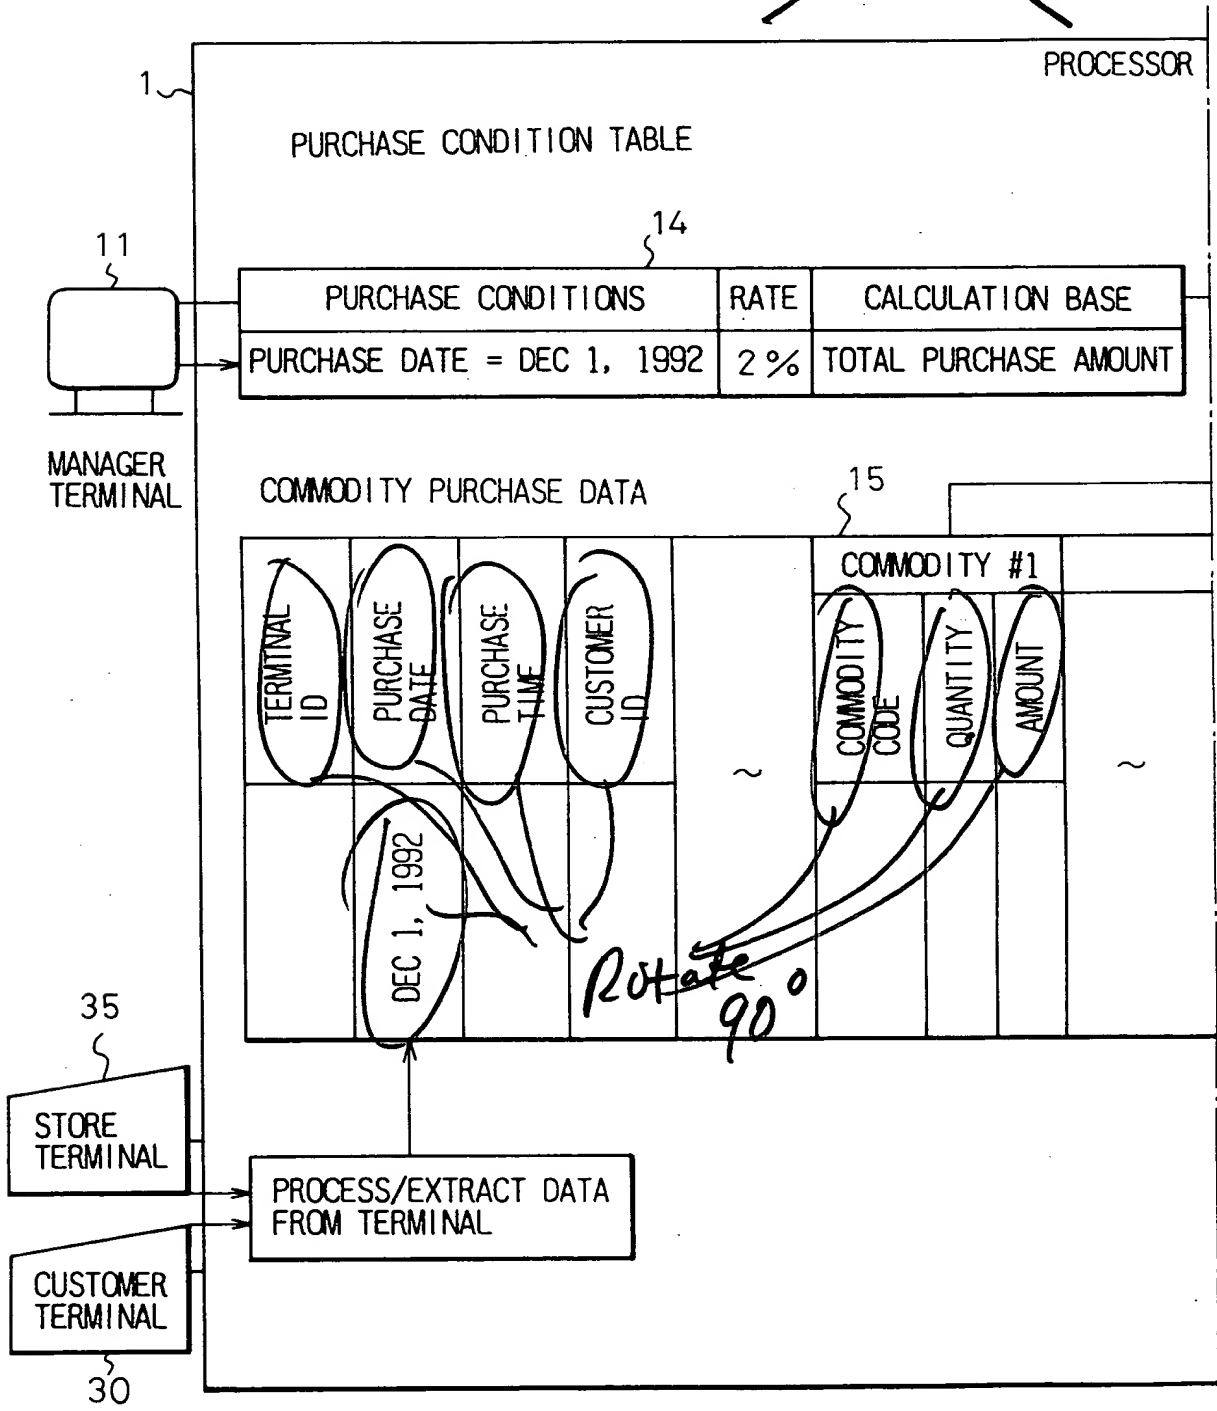 PROCESSOR
1
PURCHASE CONDITION TABLE
14
11
PURCHASE CONDITIONS RATE CALCULATION BASE
PURCHASE DATE = DEC 1, 1992 2% TOTAL PURCHASE AMOUNT
MANAGER
TERMINAL
COMMODITY PURCHASE DATA
15
COMMODITY #1
TERMINAL
ID
PURCHASE
DATE
PURCHASE
TIME
CUSTOMER
ID
~
COMMODITY
CODE
QUANTITY
AMOUNT
~
DEC 1, 1992
Rotate
90°
35
STORE
TERMINAL
PROCESS/EXTRACT DATA
FROM TERMINAL
CUSTOMER
TERMINAL
30